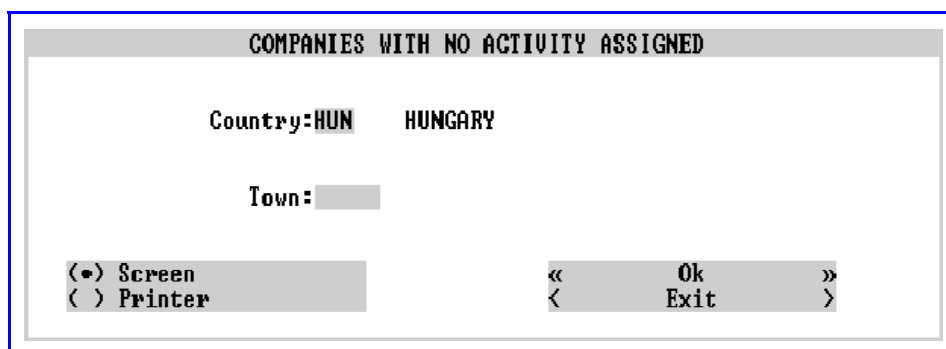 COMPANIES WITH NO ACTIVITY ASSIGNED
Country:HUN HUNGARY
Town:
(•) Screen « Ok »
( ) Printer < Exit >